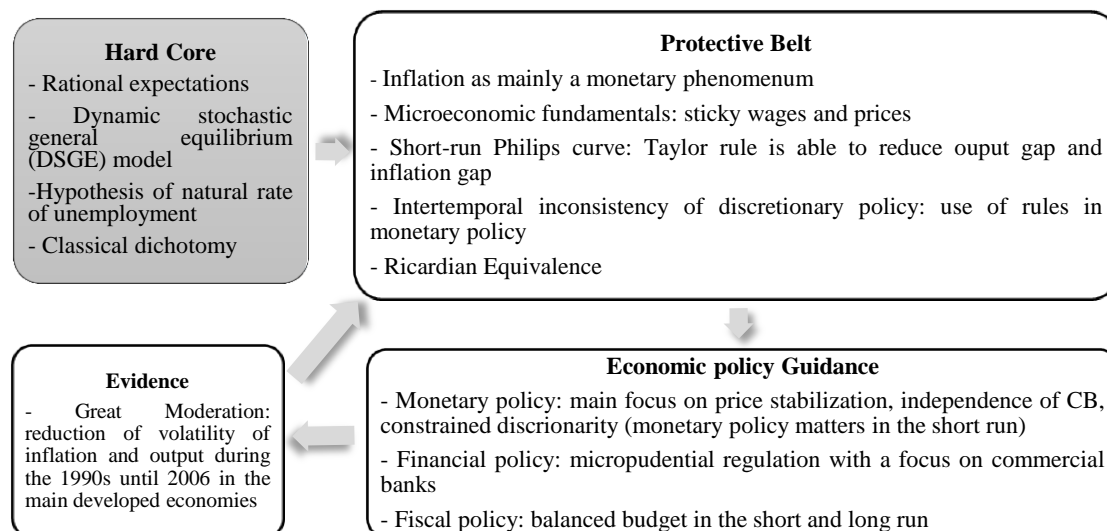 Hard Core
- Rational expectations
- Dynamic stochastic
general equilibrium
(DSGE) model
-Hypothesis of natural rate
of unemployment
- Classical dichotomy
Protective Belt
- Inflation as mainly a monetary phenomenum
- Microeconomic fundamentals: sticky wages and prices
- Short-run Philips curve: Taylor rule is able to reduce ouput gap and
inflation gap
- Intertemporal inconsistency of discretionary policy: use of rules in
monetary policy
- Ricardian Equivalence
Evidence
- Great Moderation:
reduction of volatility of
inflation and output during
the 1990s until 2006 in the
main developed economies
Economic policy Guidance
- Monetary policy: main focus on price stabilization, independence of CB,
constrained discrionarity (monetary policy matters in the short run)
- Financial policy: micropudential regulation with a focus on commercial
banks
- Fiscal policy: balanced budget in the short and long run